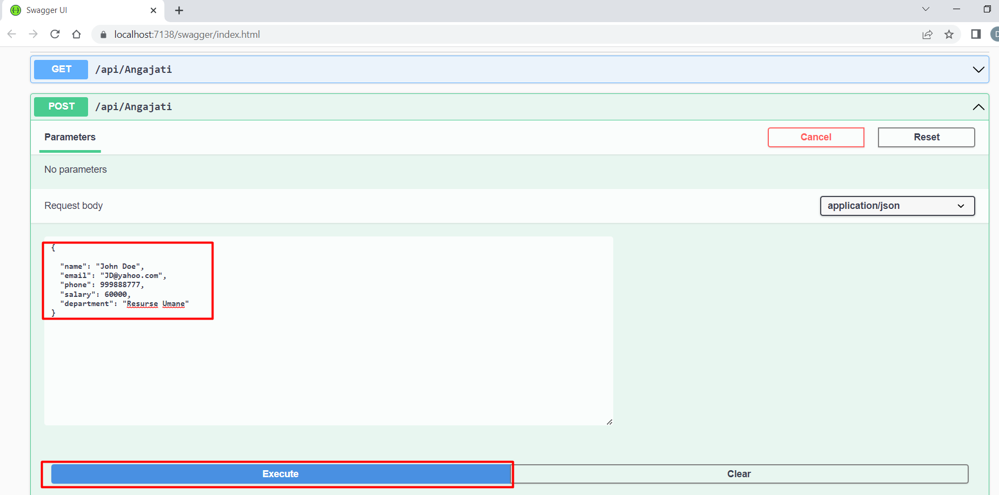 Swagger UI
localhost:7138/swagger/index.html
D
GET /api/Angajati
POST /api/Angajati
Parameters
Cancel
Reset
No parameters
Request body
application/json
{
"name": "John Doe",
"email": "JD@yahoo.com",
"phone": 999888777,
"salary": 60000,
"department": "Resurse Umane"
}
Execute
Clear